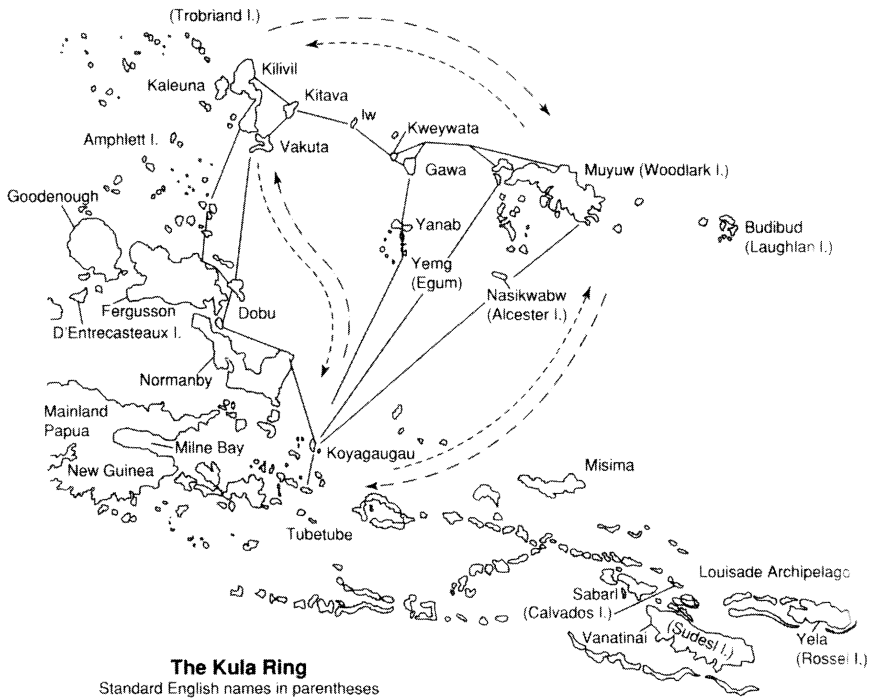 (Trobriand I.)
Kilivil
Kaleuna
Kitava
Iw
Kweywata
Amphlett I.
Vakuta
Gawa
Muyuw (Woodlark I.)
Goodenough
Yanab
Budibud
(Laughlan I.)
Yemg
(Egum)
Nasikwabw
(Alcester I.)
Fergusson
Dobu
D'Entrecasteaux I.
Normanby
Mainland
Papua
Milne Bay
Koyagaugau
New Guinea
Misima
Tubetube
Louisade Archipelago
Sabarl
(Calvados I.)
Vanatinai
(Sudest I.)
Yela
(Rossel I.)
The Kula Ring
Standard English names in parentheses